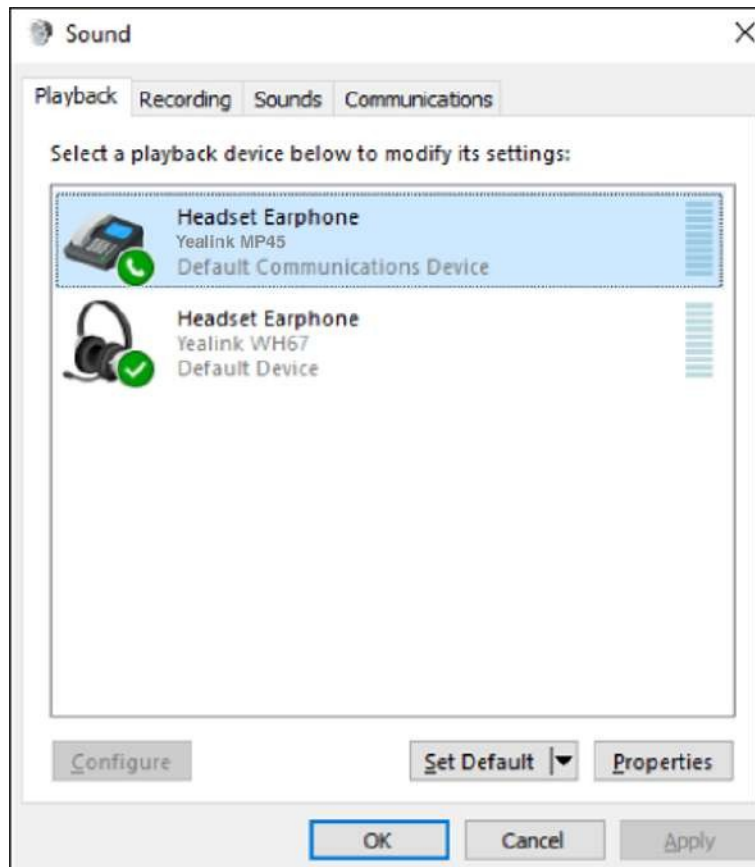 Sound
Playback Recording Sounds Communications
Select a playback device below to modify its settings:
Headset Earphone
Yealink MP45
Default Communications Device
Headset Earphone
Yealink WH67
Default Device
Configure Set Default Properties
OK Cancel Apply